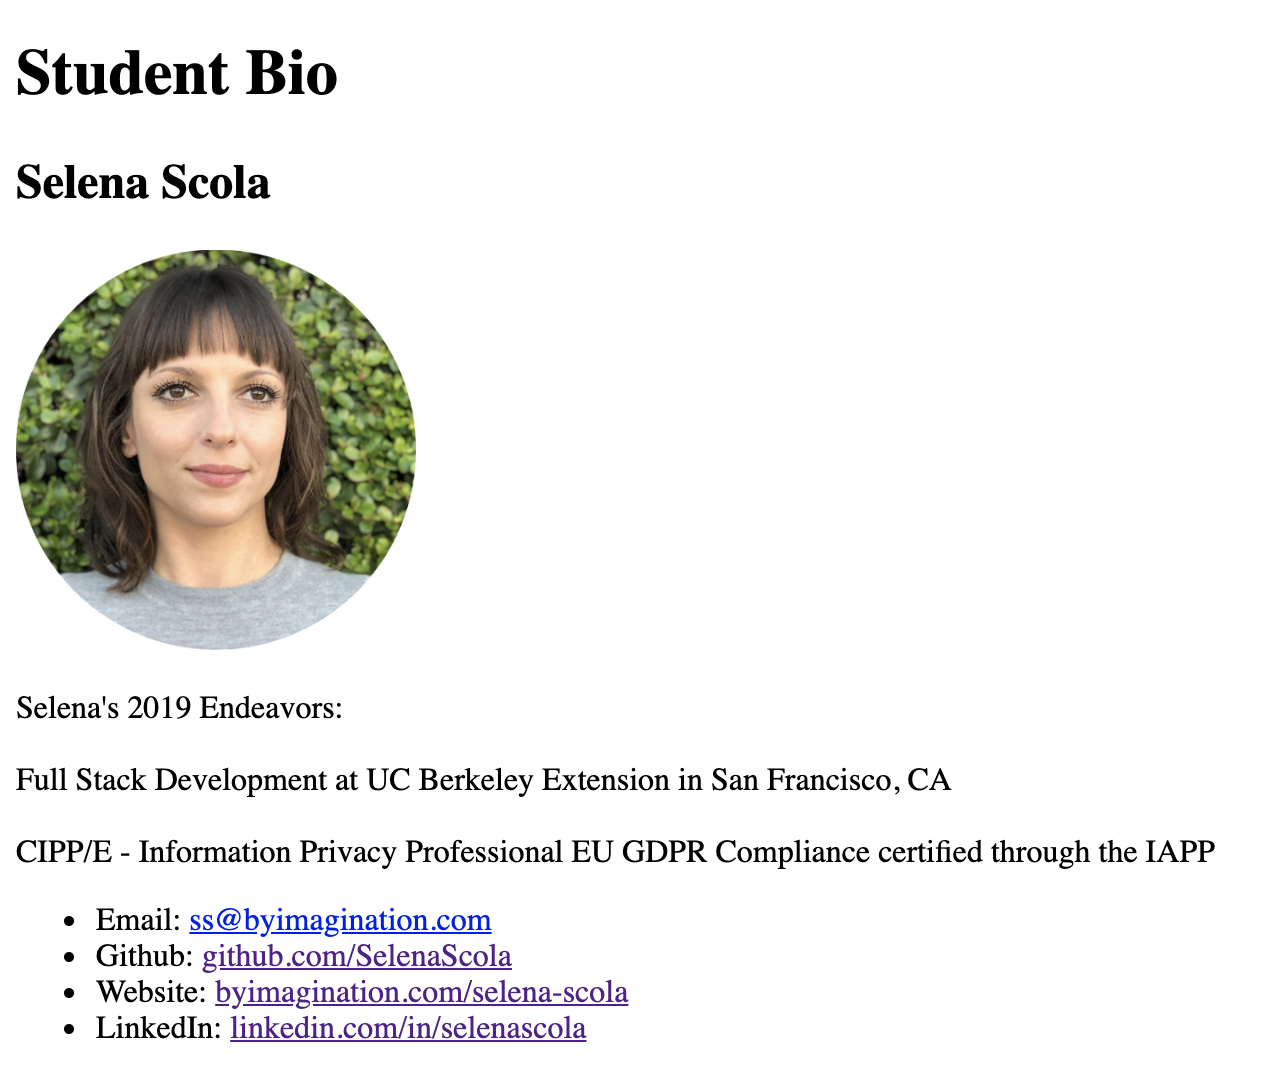 Student Bio
Selena Scola
Selena's 2019 Endeavors:
Full Stack Development at UC Berkeley Extension in San Francisco, CA
CIPP/E - Information Privacy Professional EU GDPR Compliance certified through the IAPP
• Email: ss@byimagination.com
• Github: github.com/SelenaScola
• Website: byimagination.com/selena-scola
• LinkedIn: linkedin.com/in/selenascola